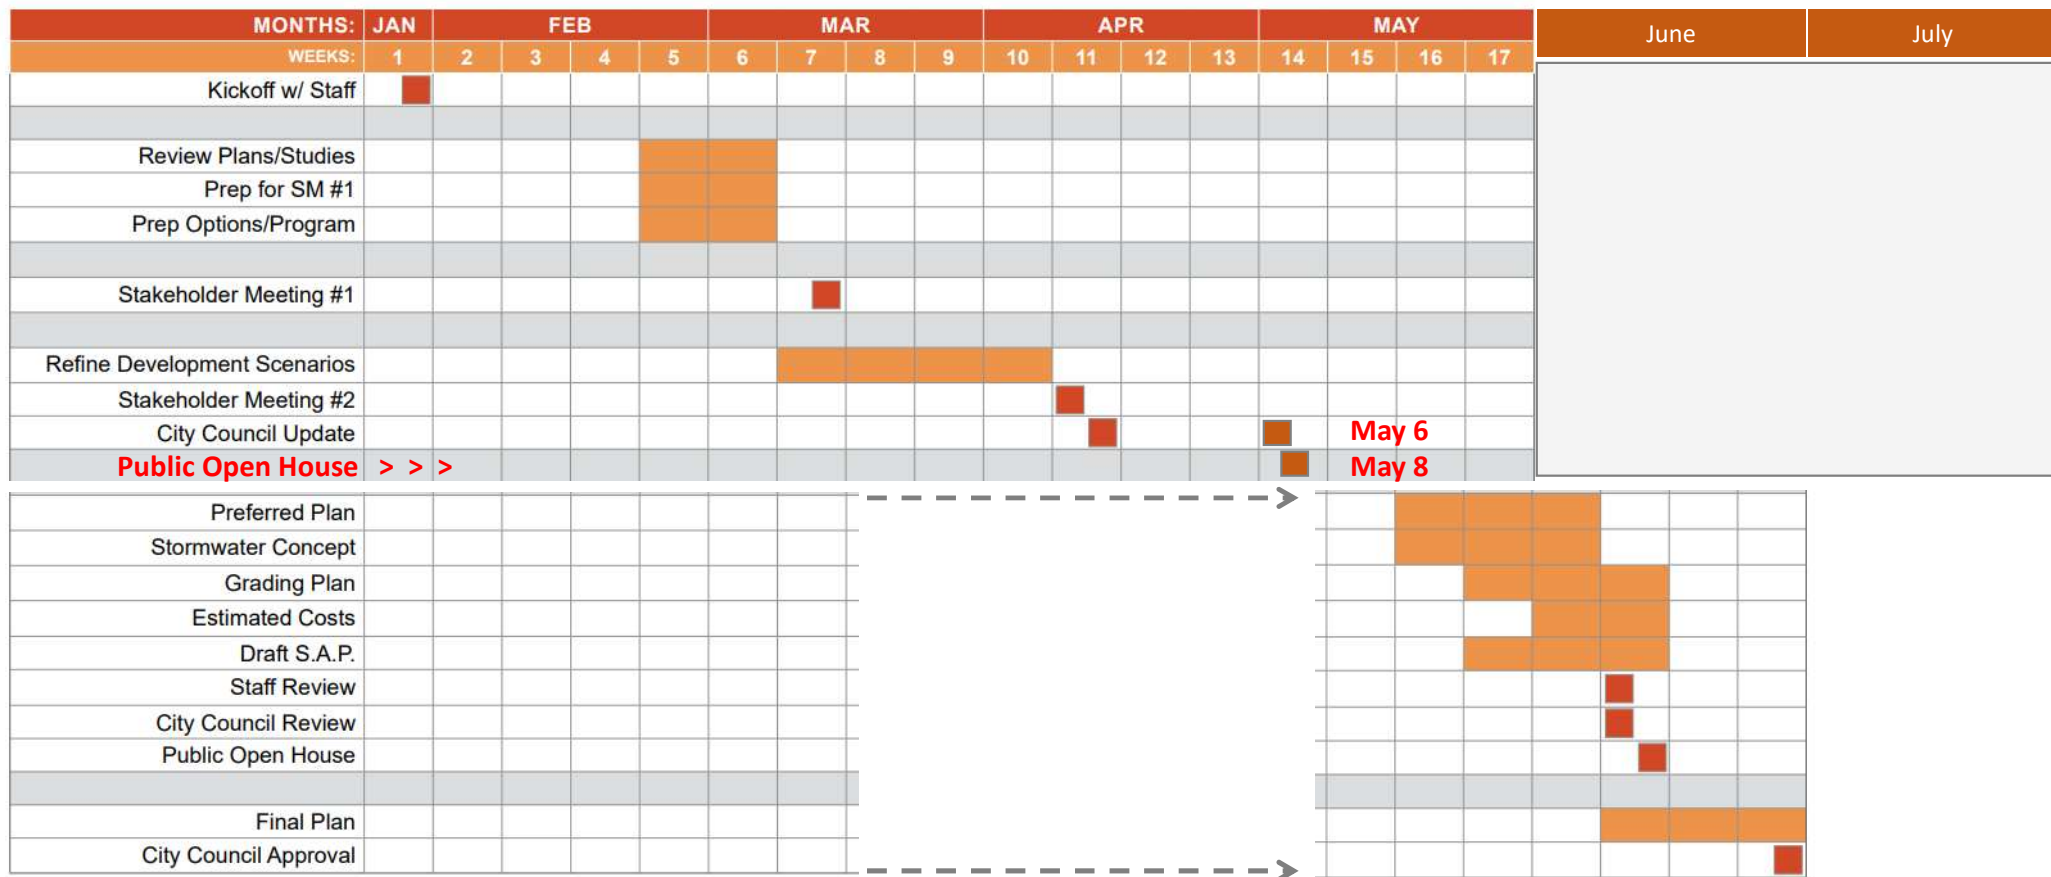 MONTHS: JAN FEB MAR APR MAY June July
WEEKS: 1 2 3 4 5 6 7 8 9 10 11 12 13 14 15 16 17
Kickoff w/ Staff
Review Plans/Studies
Prep for SM #1
Prep Options/Program
Stakeholder Meeting #1
Refine Development Scenarios
Stakeholder Meeting #2
City Council Update May 6
Public Open House > > > May 8
Preferred Plan
Stormwater Concept
Grading Plan
Estimated Costs
Draft S.A.P.
Staff Review
City Council Review
Public Open House
Final Plan
City Council Approval